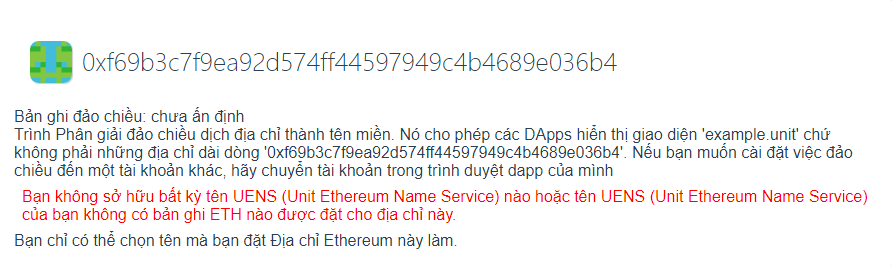 0xf69b3c7f9ea92d574ff44597949c4b4689e036b4
Bản ghi đảo chiều: chưa ấn định
Trình Phân giải đảo chiều dịch địa chỉ thành tên miền. Nó cho phép các DApps hiển thị giao diện 'example.unit' chứ
không phải những địa chỉ dài dòng '0xf69b3c7f9ea92d574ff44597949c4b4689e036b4'. Nếu bạn muốn cài đặt việc đảo
chiều đến một tài khoản khác, hãy chuyển tài khoản trong trình duyệt dapp của mình
Bạn không sở hữu bất kỳ tên UENS (Unit Ethereum Name Service) nào hoặc tên UENS (Unit Ethereum Name Service)
của bạn không có bản ghi ETH nào được đặt cho địa chỉ này.
Bạn chỉ có thể chọn tên mà bạn đặt Địa chỉ Ethereum này làm.